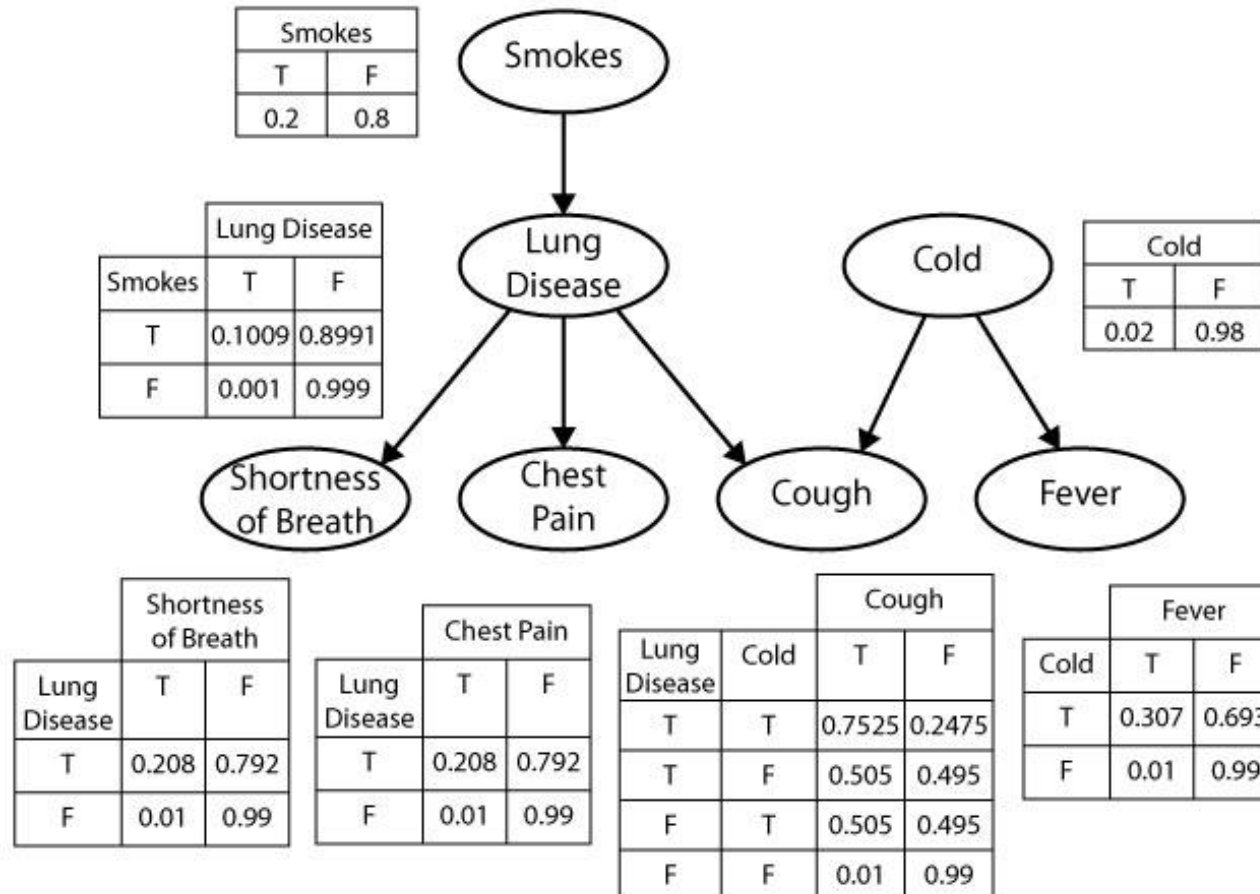 Smokes
T F
0.2 0.8
Smokes
Lung Disease
Smokes T F
T 0.1009 0.8991
F 0.001 0.999
Lung
Disease
Cold
Cold
T F
0.02 0.98
Shortness
of Breath
Chest
Pain
Cough
Fever
Shortness
of Breath
Lung
Disease
T F
T 0.208 0.792
F 0.01 0.99
Chest Pain
Lung
Disease
T F
T 0.208 0.792
F 0.01 0.99
Cough
Lung
Disease
Cold T F
T T 0.7525 0.2475
T F 0.505 0.495
F T 0.505 0.495
F F 0.01 0.99
Fever
Cold T F
T 0.307 0.693
F 0.01 0.99